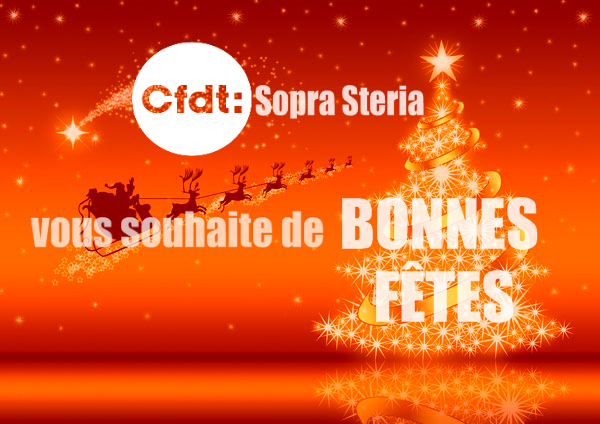 Cfdt: Sopra Steria
vous souhaite de BONNES
FÊTES